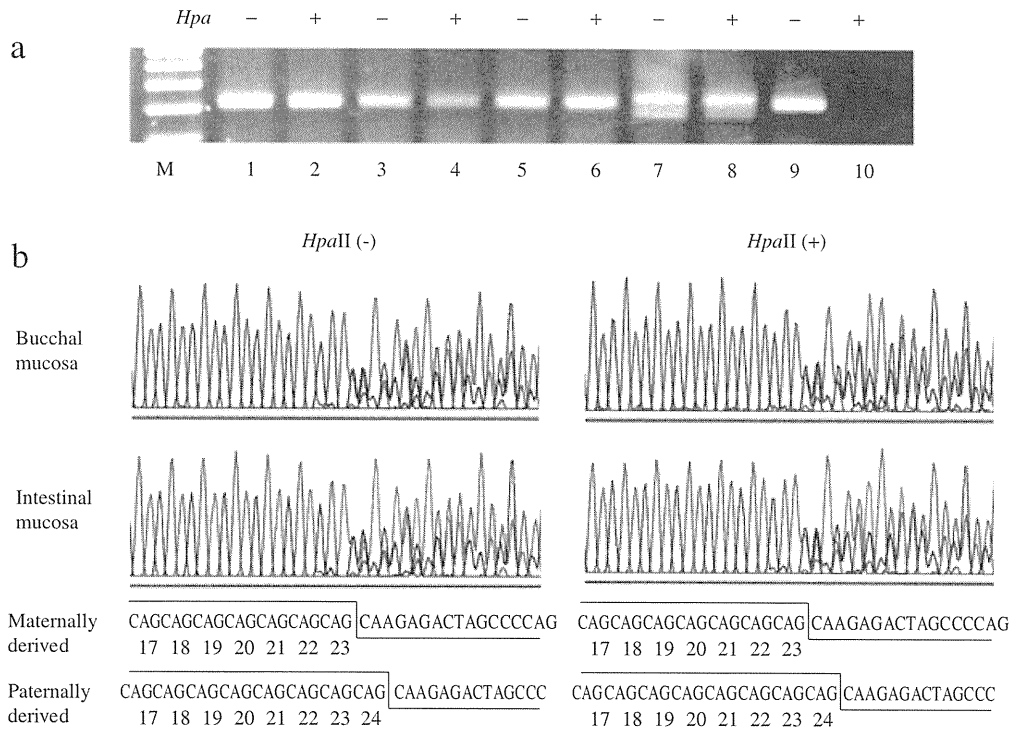 Hpa − + − + − + − + − +
a
M 1 2 3 4 5 6 7 8 9 10
b
HpaII (-) HpaII (+)
Bucchal
mucosa
Intestinal
mucosa
Maternally
derived
CAGCAGCAGCAGCAGCAGCAG CAAGAGACTAGCCCCAG CAGCAGCAGCAGCAGCAGCAG CAAGAGACTAGCCCCAG
17 18 19 20 21 22 23 17 18 19 20 21 22 23
Paternally
derived
CAGCAGCAGCAGCAGCAGCAGCAG CAAGAGACTAGCCC CAGCAGCAGCAGCAGCAGCAGCAG CAAGAGACTAGCCC
17 18 19 20 21 22 23 24 17 18 19 20 21 22 23 24